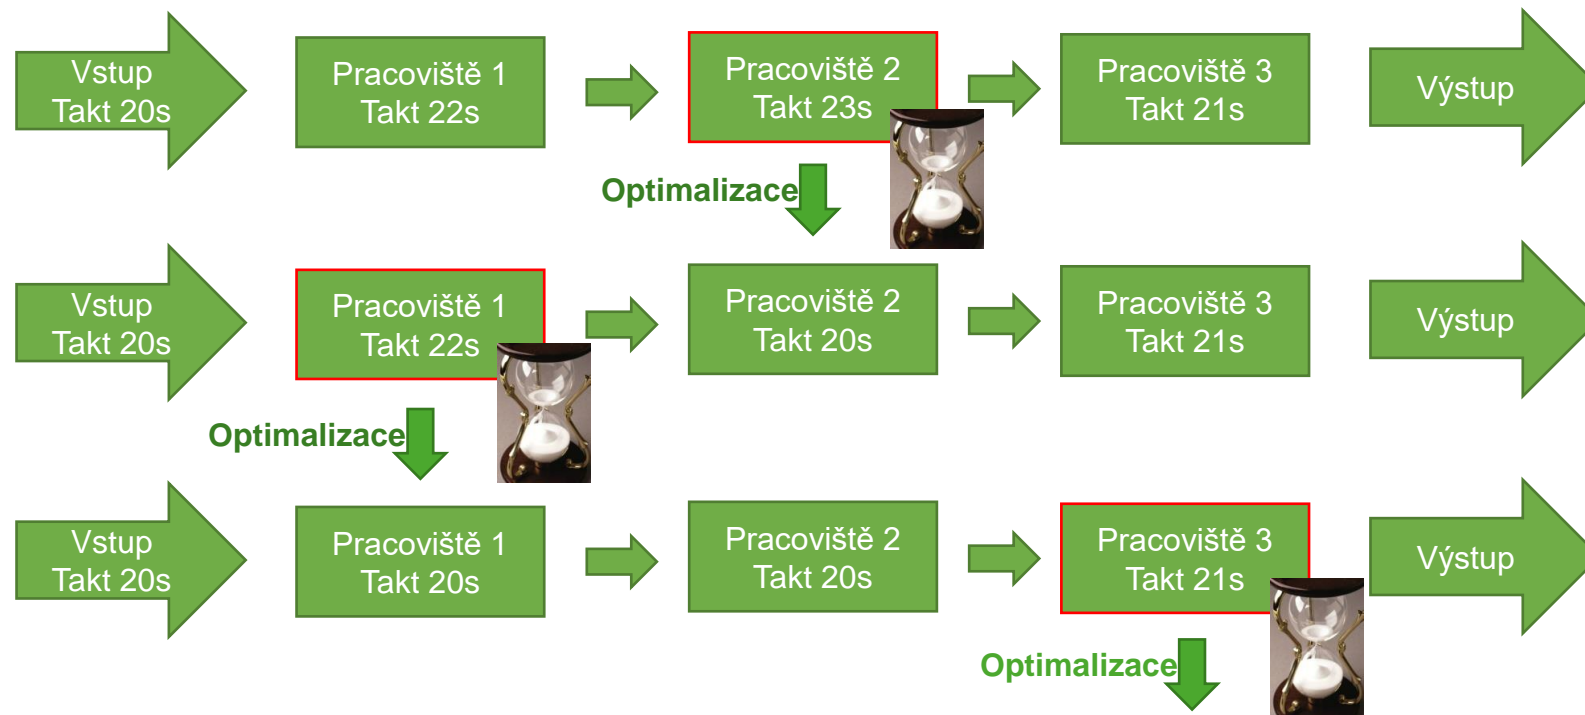 Vstup
Takt 20s
Pracoviště 1
Takt 22s
Pracoviště 2
Takt 23s
Pracoviště 3
Takt 21s
Výstup
Optimalizace
Vstup
Takt 20s
Pracoviště 1
Takt 22s
Pracoviště 2
Takt 20s
Pracoviště 3
Takt 21s
Výstup
Optimalizace
Vstup
Takt 20s
Pracoviště 1
Takt 20s
Pracoviště 2
Takt 20s
Pracoviště 3
Takt 21s
Výstup
Optimalizace